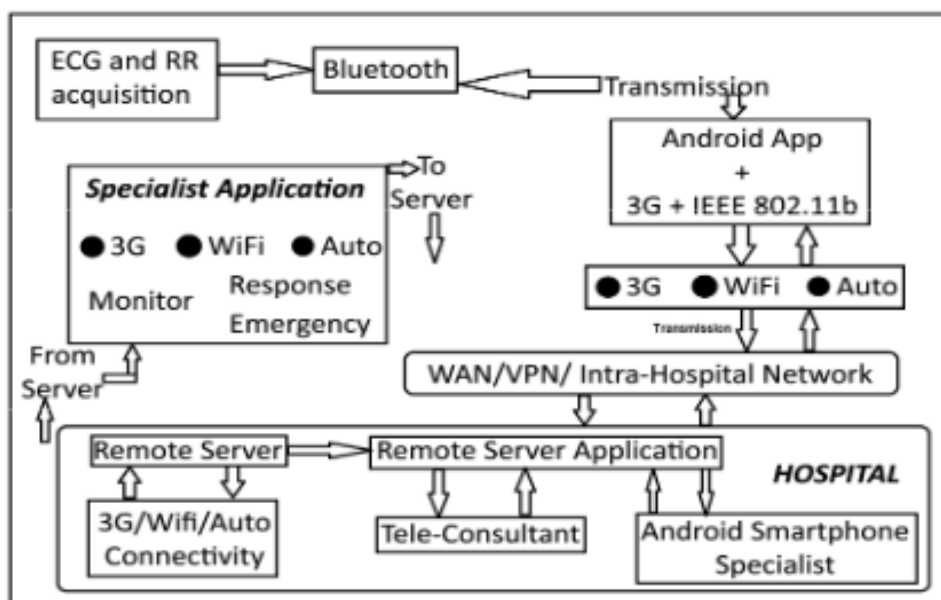 ECG and RR
acquisition
Bluetooth
Transmission
Android App
+
3G + IEEE 802.11b
3G WiFi Auto
Transmission
WAN/VPN/ Intra-Hospital Network
Specialist Application
3G WiFi Auto
Monitor
Response
Emergency
To
Server
From
Server
HOSPITAL
Remote Server
Remote Server Application
3G/Wifi/Auto
Connectivity
Tele-Consultant
Android Smartphone
Specialist